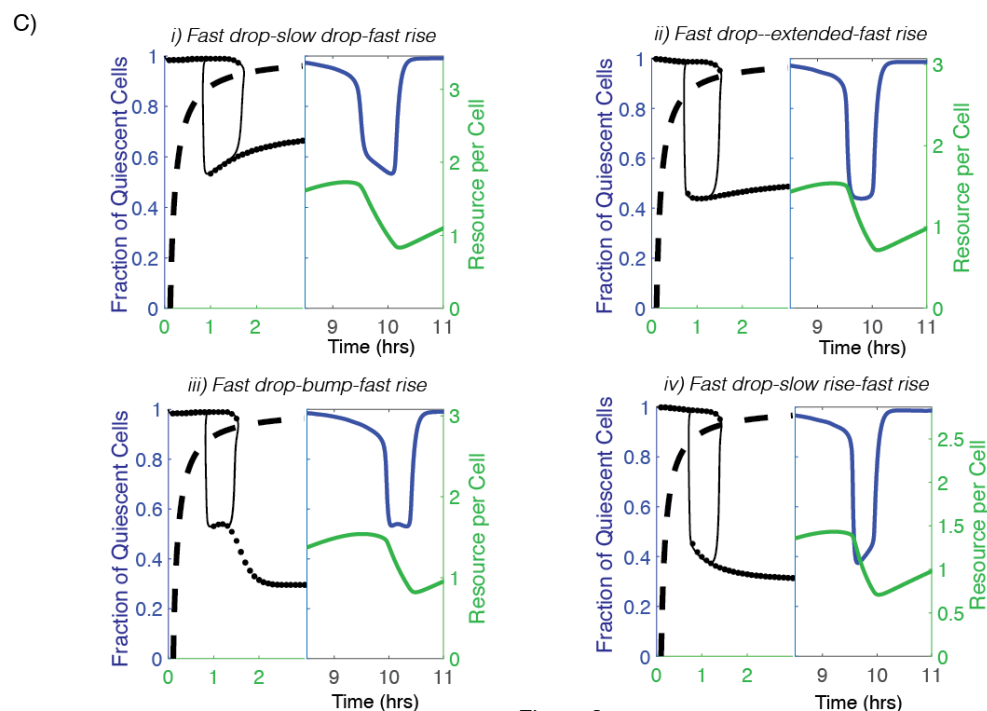 C)
i) Fast drop-slow drop-fast rise
Fraction of Quiescent Cells
1
0.8
0.6
0.4
0.2
0
0 1 2
9 10 11
Time (hrs)
3
2
1
0
Resource per Cell
ii) Fast drop--extended-fast rise
Fraction of Quiescent Cells
1
0.8
0.6
0.4
0.2
0
0 1 2
9 10 11
Time (hrs)
3
2
1
0
Resource per Cell
iii) Fast drop-bump-fast rise
Fraction of Quiescent Cells
1
0.8
0.6
0.4
0.2
0
0 1 2
9 10 11
Time (hrs)
3
2
1
0
Resource per Cell
iv) Fast drop-slow rise-fast rise
Fraction of Quiescent Cells
1
0.8
0.6
0.4
0.2
0
0 1 2
9 10 11
Time (hrs)
2.5
2
1.5
1
0.5
0
Resource per Cell